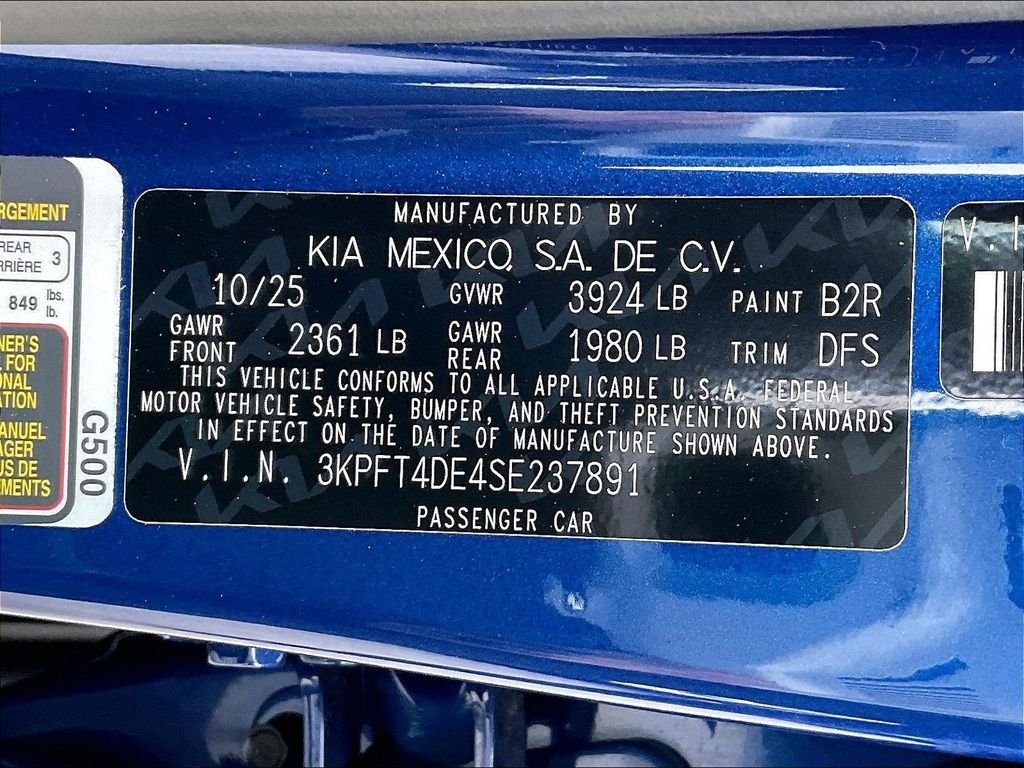 RGEMENT
REAR
RRIÈRE
3
849 lbs.
lb.
NER'S
FOR
ONAL
ATION
ANUEL
AGER
US DE
MENTS
G500
MANUFACTURED BY
KIA MEXICO, S.A. DE C.V.
10/25 GVWR 3924 LB PAINT B2R
GAWR FRONT 2361 LB GAWR REAR 1980 LB TRIM DFS
THIS VEHICLE CONFORMS TO ALL APPLICABLE U.S.A. FEDERAL
MOTOR VEHICLE SAFETY, BUMPER, AND THEFT PREVENTION STANDARDS
IN EFFECT ON THE DATE OF MANUFACTURE SHOWN ABOVE.
V.I.N. 3KPFT4DE4SE237891
PASSENGER CAR
V.I